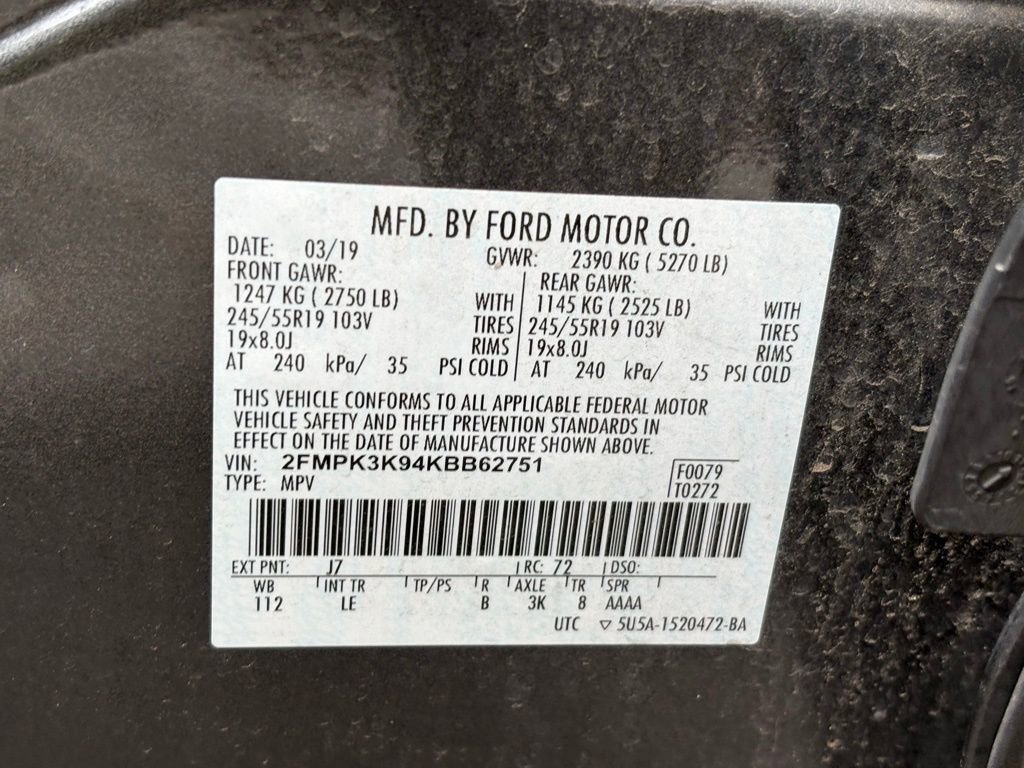 MFD. BY FORD MOTOR CO.
DATE: 03/19 GVWR: 2390 KG ( 5270 LB)
FRONT GAWR: REAR GAWR:
1247 KG ( 2750 LB) WITH 1145 KG ( 2525 LB) WITH
245/55R19 103V TIRES 245/55R19 103V TIRES
19x8.0J RIMS 19x8.0J RIMS
AT 240 kPa/ 35 PSI COLD AT 240 kPa/ 35 PSI COLD
THIS VEHICLE CONFORMS TO ALL APPLICABLE FEDERAL MOTOR
VEHICLE SAFETY AND THEFT PREVENTION STANDARDS IN
EFFECT ON THE DATE OF MANUFACTURE SHOWN ABOVE.
VIN: 2FMPK3K94KBB62751 F0079
TYPE: MPV T0272
EXT PNT: J7 RC: 72 DSO:
WB INT TR TP/PS R AXLE TR SPR
112 LE B 3K 8 AAAA
UTC ▽ 5U5A-1520472-BA